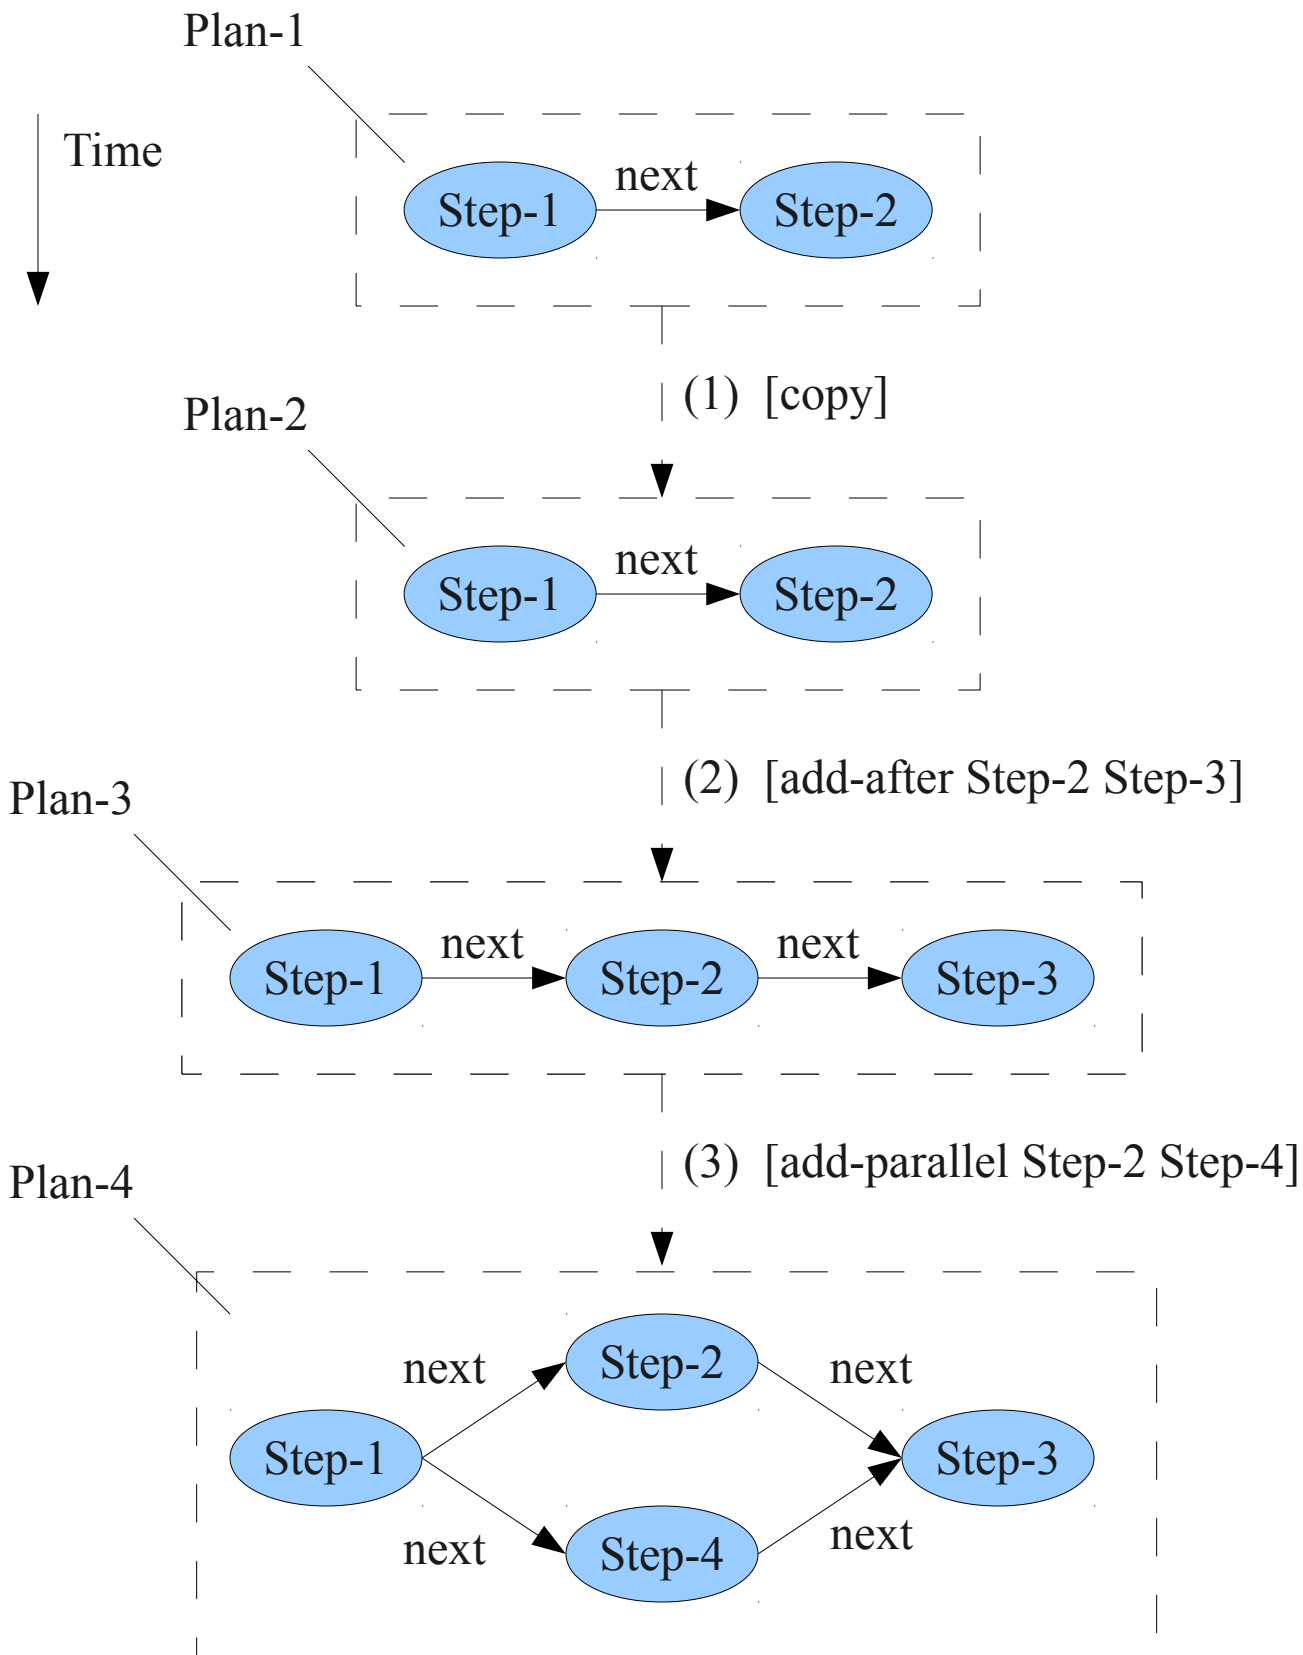 Plan-1
Time
next
Step-1
Step-2
(1) [copy]
Plan-2
next
Step-1
Step-2
(2) [add-after Step-2 Step-3]
Plan-3
next
next
Step-1
Step-2
Step-3
(3) [add-parallel Step-2 Step-4]
Plan-4
Step-2
next
next
Step-1
Step-3
next
next
Step-4